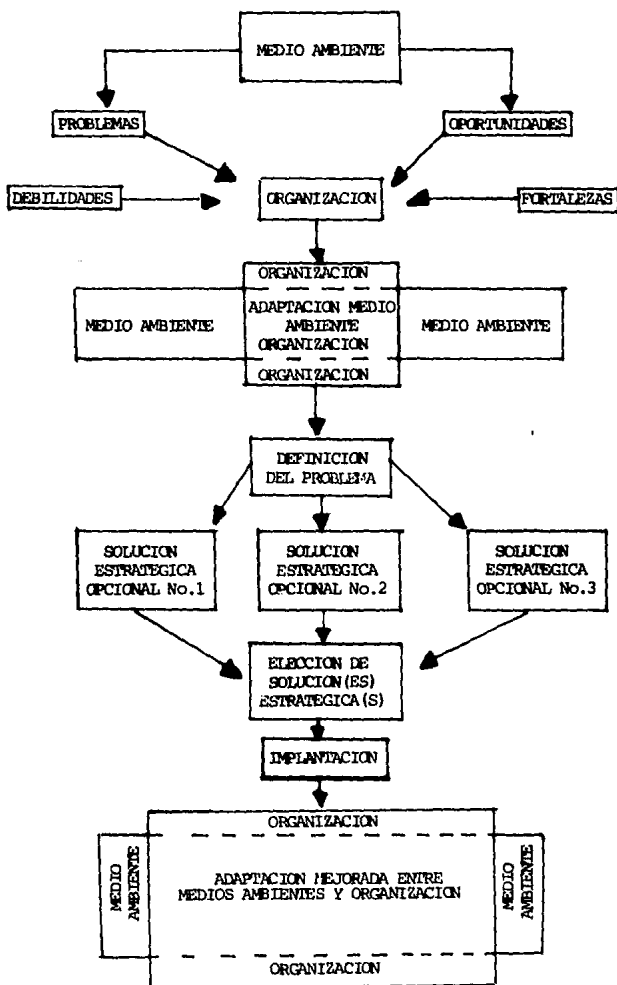 MEDIO AMBIENTE
PROBLEMAS
OPORTUNIDADES
DEBILIDADES
ORGANIZACION
FORTALEZAS
ORGANIZACION
MEDIO AMBIENTE
ADAPTACION MEDIO
AMBIENTE
ORGANIZACION
MEDIO AMBIENTE
ORGANIZACION
DEFINICION
DEL PROBLEMA
SOLUCION
ESTRATEGICA
OPCIONAL No.1
SOLUCION
ESTRATEGICA
OPCIONAL No.2
SOLUCION
ESTRATEGICA
OPCIONAL No.3
ELECCION DE
SOLUCION(ES)
ESTRATEGICA(S)
IMPLANTACION
ORGANIZACION
MEDIO
AMBIENTE
ADAPTACION MEJORADA ENTRE
MEDIOS AMBIENTES Y ORGANIZACION
MEDIO
AMBIENTE
ORGANIZACION